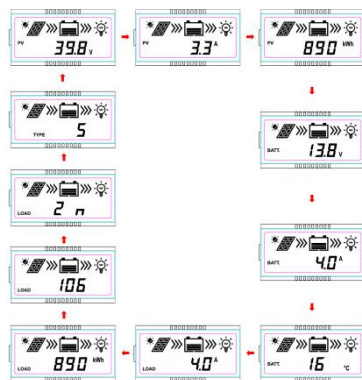 PV 39.8 V
PV 3.3 A
PV 890 kWh
TYPE 5
BATT. 13.8 V
LOAD 2 n
BATT. 4.0 A
LOAD 106
LOAD 890 kWh
LOAD 4.0 A
BATT. 16 °C